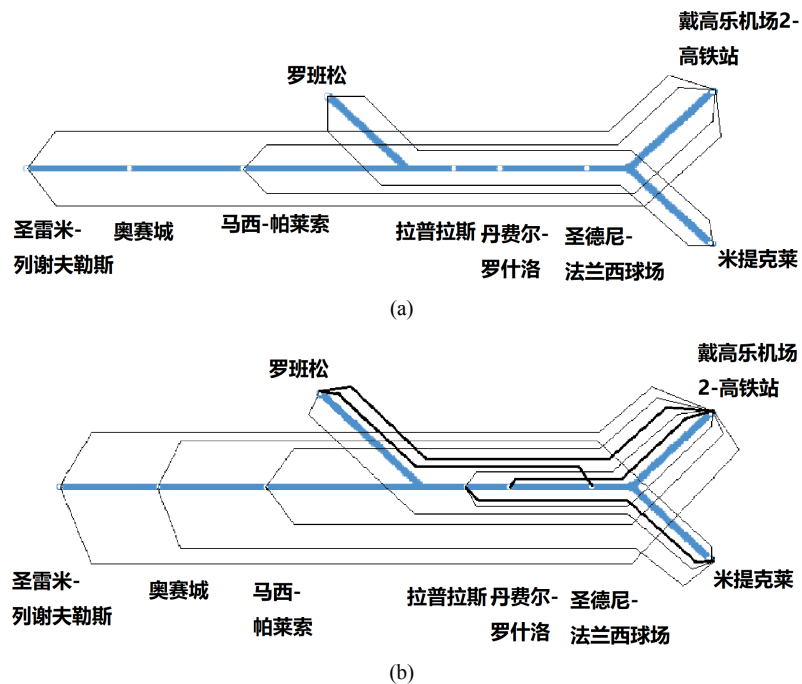 戴高乐机场2-
高铁站
罗班松
圣雷米-
列谢夫勒斯
奥赛城
马西-帕莱索
拉普拉斯
丹费尔-
罗什洛
圣德尼-
法兰西球场
米提克莱
(a)
戴高乐机场
2-高铁站
罗班松
圣雷米-
列谢夫勒斯
奥赛城
马西-
帕莱索
拉普拉斯
丹费尔-
罗什洛
圣德尼-
法兰西球场
米提克莱
(b)